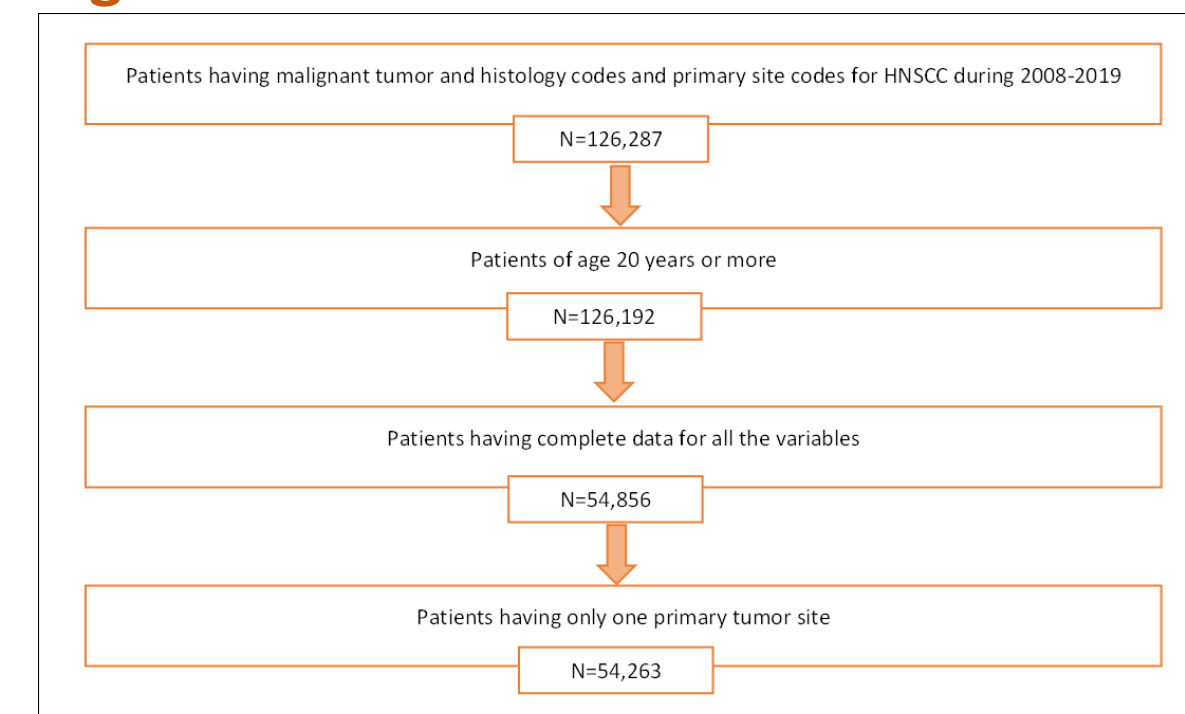 Patients having malignant tumor and histology codes and primary site codes for HNSCC during 2008-2019
N=126,287
Patients of age 20 years or more
N=126,192
Patients having complete data for all the variables
N=54,856
Patients having only one primary tumor site
N=54,263